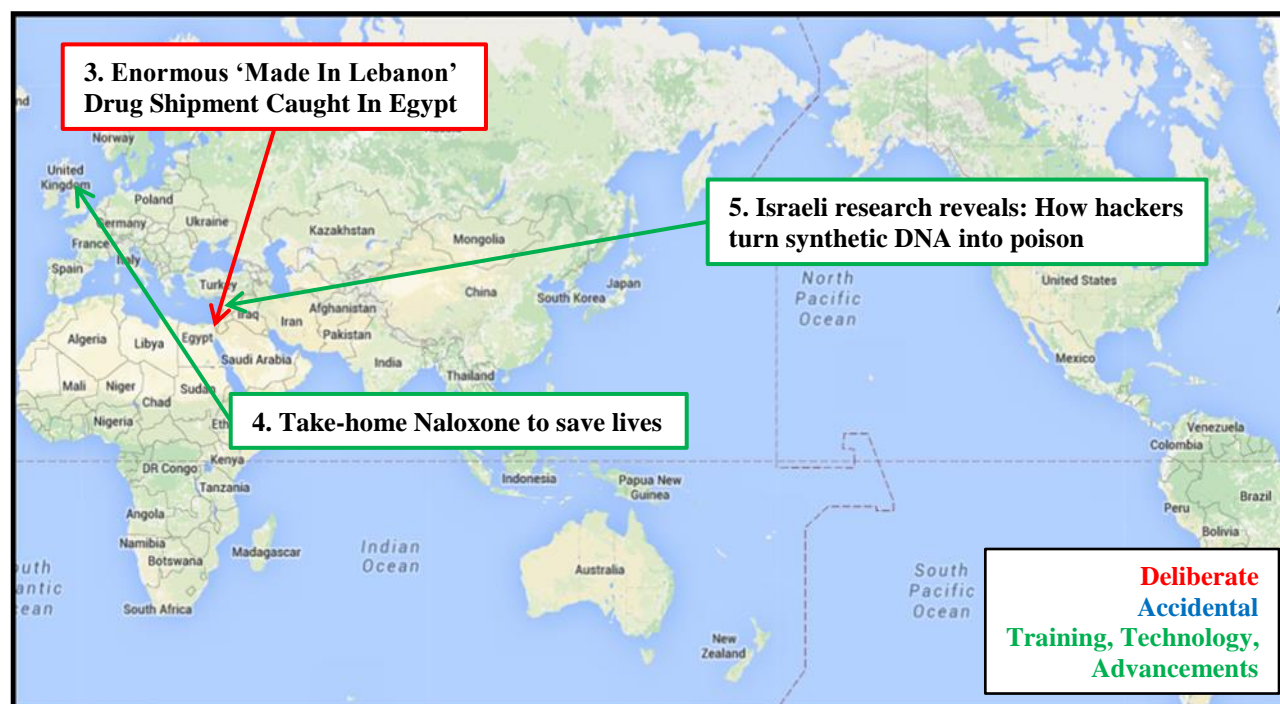 3. Enormous ‘Made In Lebanon’
Drug Shipment Caught In Egypt
Norway
United
Kingdom
Poland
Germany
Ukraine
France
Italy
Spain
Turkey
Kazakhstan
Mongolia
5. Israeli research reveals: How hackers
turn synthetic DNA into poison
China
South Korea
Japan
North
Pacific
Ocean
United States
Mexico
Algeria
Libya
Egypt
Iraq
Iran
Afghanistan
Pakistan
Saudi Arabia
India
Thailand
Mali
Niger
Chad
Sudan
Nigeria
Eth
4. Take-home Naloxone to save lives
Kenya
DR Congo
Tanzania
Indonesia
Papua New
Guinea
Venezuela
Colombia
Brazil
Peru
Bolivia
Angola
Namibia
Botswana
Madagascar
South Africa
Indian
Ocean
Australia
New
Zealand
South
Pacific
Ocean
outh
antic
cean
Deliberate
Accidental
Training, Technology,
Advancements